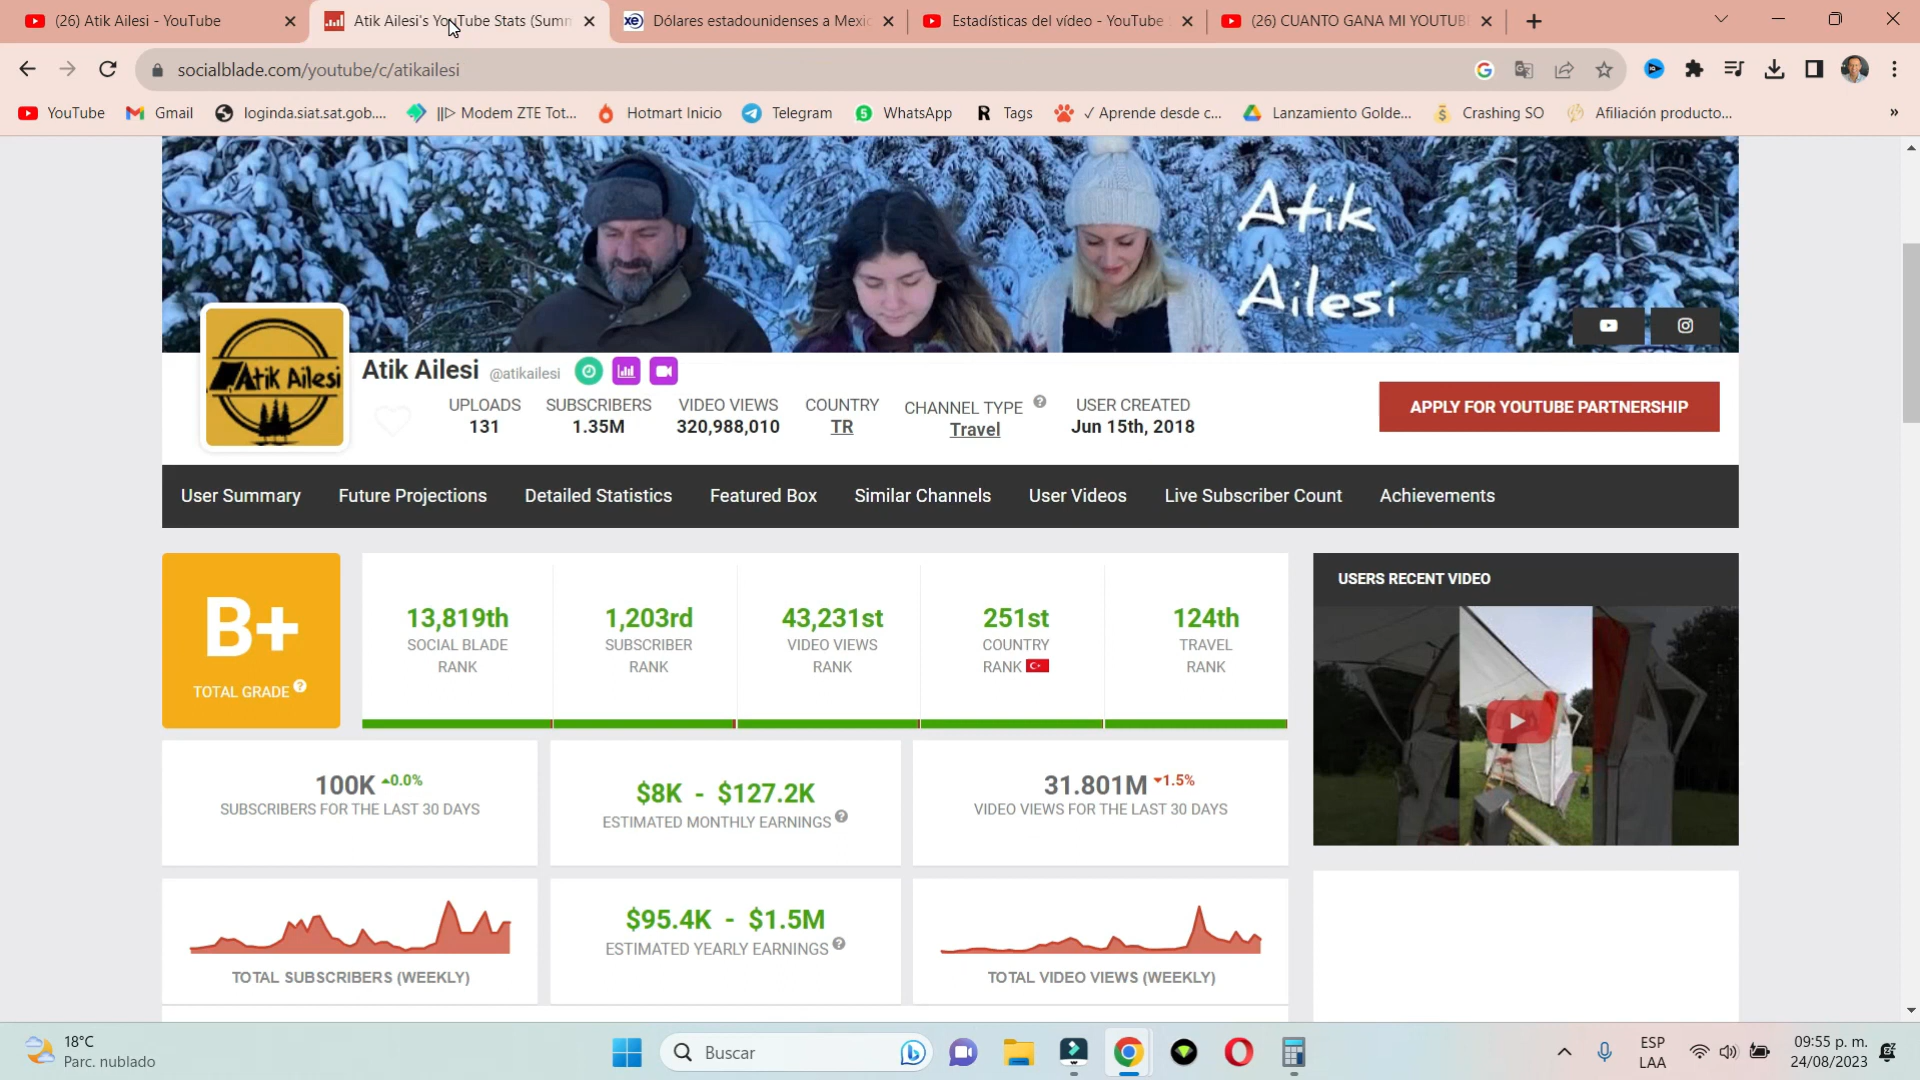 (26) Atik Ailesi - YouTube
Atik Ailesi's YouTube Stats (Summ
Dólares estadounidenses a Mexic
Estadísticas del vídeo - YouTube
(26) CUANTO GANA MI YOUTUB
socialblade.com/youtube/c/atikailesi
YouTube
Gmail
loginda.siat.sat.gob....
||▷ Modem ZTE Tot...
Hotmart Inicio
Telegram
WhatsApp
Tags
✓ Aprende desde c...
Lanzamiento Golde...
Crashing SO
Afiliación producto...
»
Atik
Ailesi
Atik Ailesi
Atik Ailesi @atikailesi
UPLOADS
131
SUBSCRIBERS
1.35M
VIDEO VIEWS
320,988,010
COUNTRY
TR
CHANNEL TYPE
Travel
USER CREATED
Jun 15th, 2018
APPLY FOR YOUTUBE PARTNERSHIP
User Summary
Future Projections
Detailed Statistics
Featured Box
Similar Channels
User Videos
Live Subscriber Count
Achievements
B+
TOTAL GRADE
13,819th
SOCIAL BLADE
RANK
1,203rd
SUBSCRIBER
RANK
43,231st
VIDEO VIEWS
RANK
251st
COUNTRY
RANK
124th
TRAVEL
RANK
USERS RECENT VIDEO
100K 0.0%
SUBSCRIBERS FOR THE LAST 30 DAYS
$8K - $127.2K
ESTIMATED MONTHLY EARNINGS
31.801M 1.5%
VIDEO VIEWS FOR THE LAST 30 DAYS
TOTAL SUBSCRIBERS (WEEKLY)
$95.4K - $1.5M
ESTIMATED YEARLY EARNINGS
TOTAL VIDEO VIEWS (WEEKLY)
18°C
Parc. nublado
Buscar
ESP
LAA
09:55 p. m.
24/08/2023